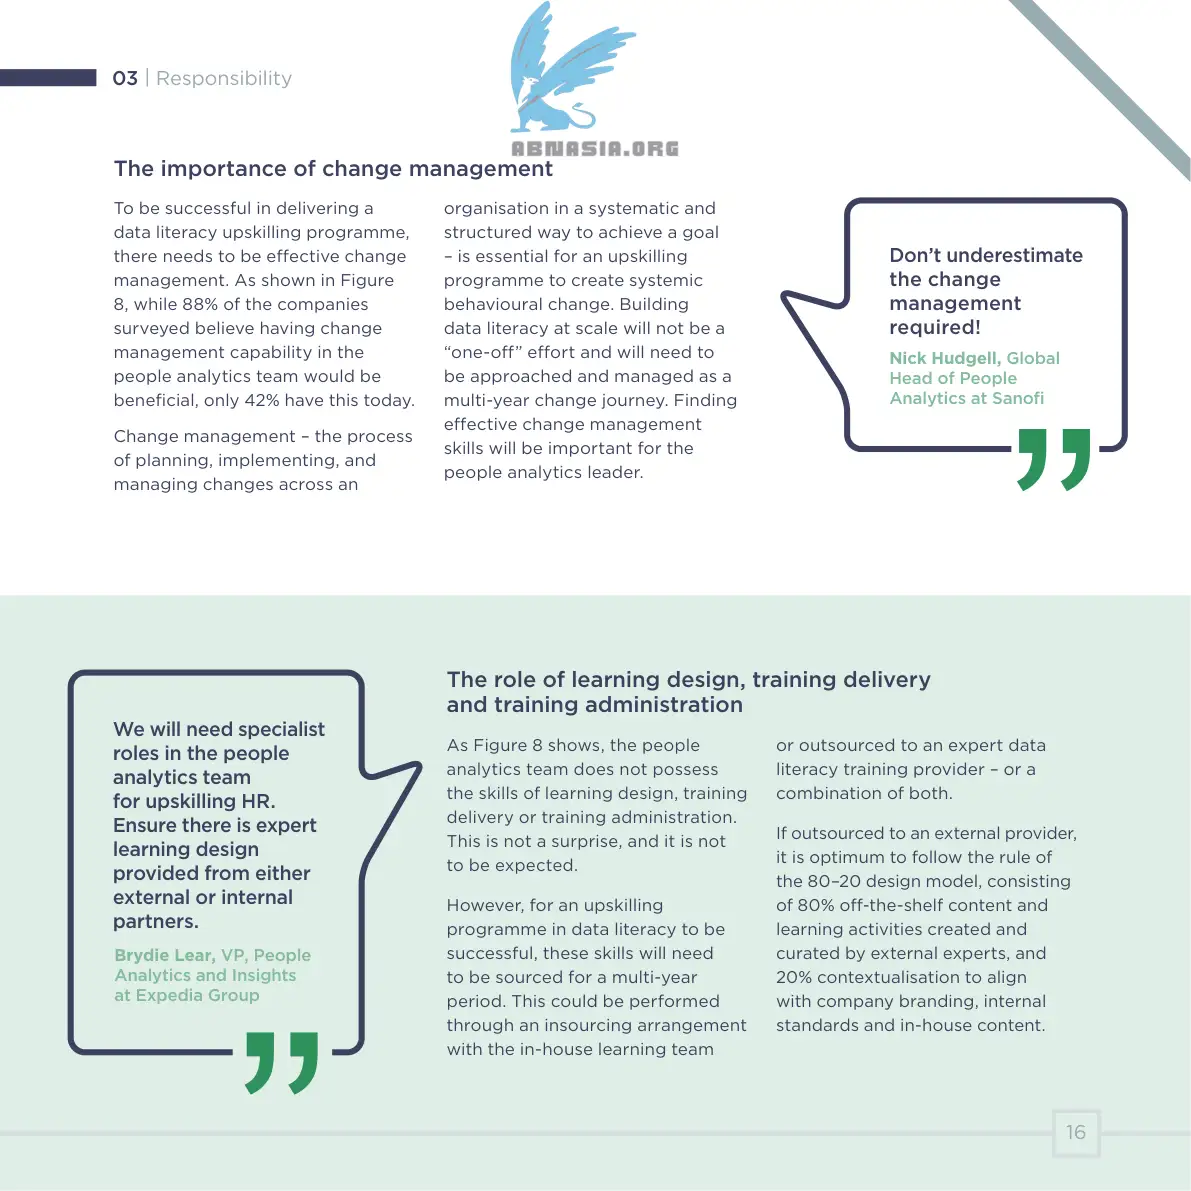 03 | Responsibility
ABNASIA.ORG
The importance of change management
To be successful in delivering a
data literacy upskilling programme,
there needs to be effective change
management. As shown in Figure
8, while 88% of the companies
surveyed believe having change
management capability in the
people analytics team would be
beneficial, only 42% have this today.
Change management – the process
of planning, implementing, and
managing changes across an
organisation in a systematic and
structured way to achieve a goal
– is essential for an upskilling
programme to create systemic
behavioural change. Building
data literacy at scale will not be a
“one-off” effort and will need to
be approached and managed as a
multi-year change journey. Finding
effective change management
skills will be important for the
people analytics leader.
Don’t underestimate
the change
management
required!
Nick Hudgell, Global
Head of People
Analytics at Sanofi
”
We will need specialist
roles in the people
analytics team
for upskilling HR.
Ensure there is expert
learning design
provided from either
external or internal
partners.
Brydie Lear, VP, People
Analytics and Insights
at Expedia Group
”
The role of learning design, training delivery
and training administration
As Figure 8 shows, the people
analytics team does not possess
the skills of learning design, training
delivery or training administration.
This is not a surprise, and it is not
to be expected.
However, for an upskilling
programme in data literacy to be
successful, these skills will need
to be sourced for a multi-year
period. This could be performed
through an insourcing arrangement
with the in-house learning team
or outsourced to an expert data
literacy training provider – or a
combination of both.
If outsourced to an external provider,
it is optimum to follow the rule of
the 80–20 design model, consisting
of 80% off-the-shelf content and
learning activities created and
curated by external experts, and
20% contextualisation to align
with company branding, internal
standards and in-house content.
16